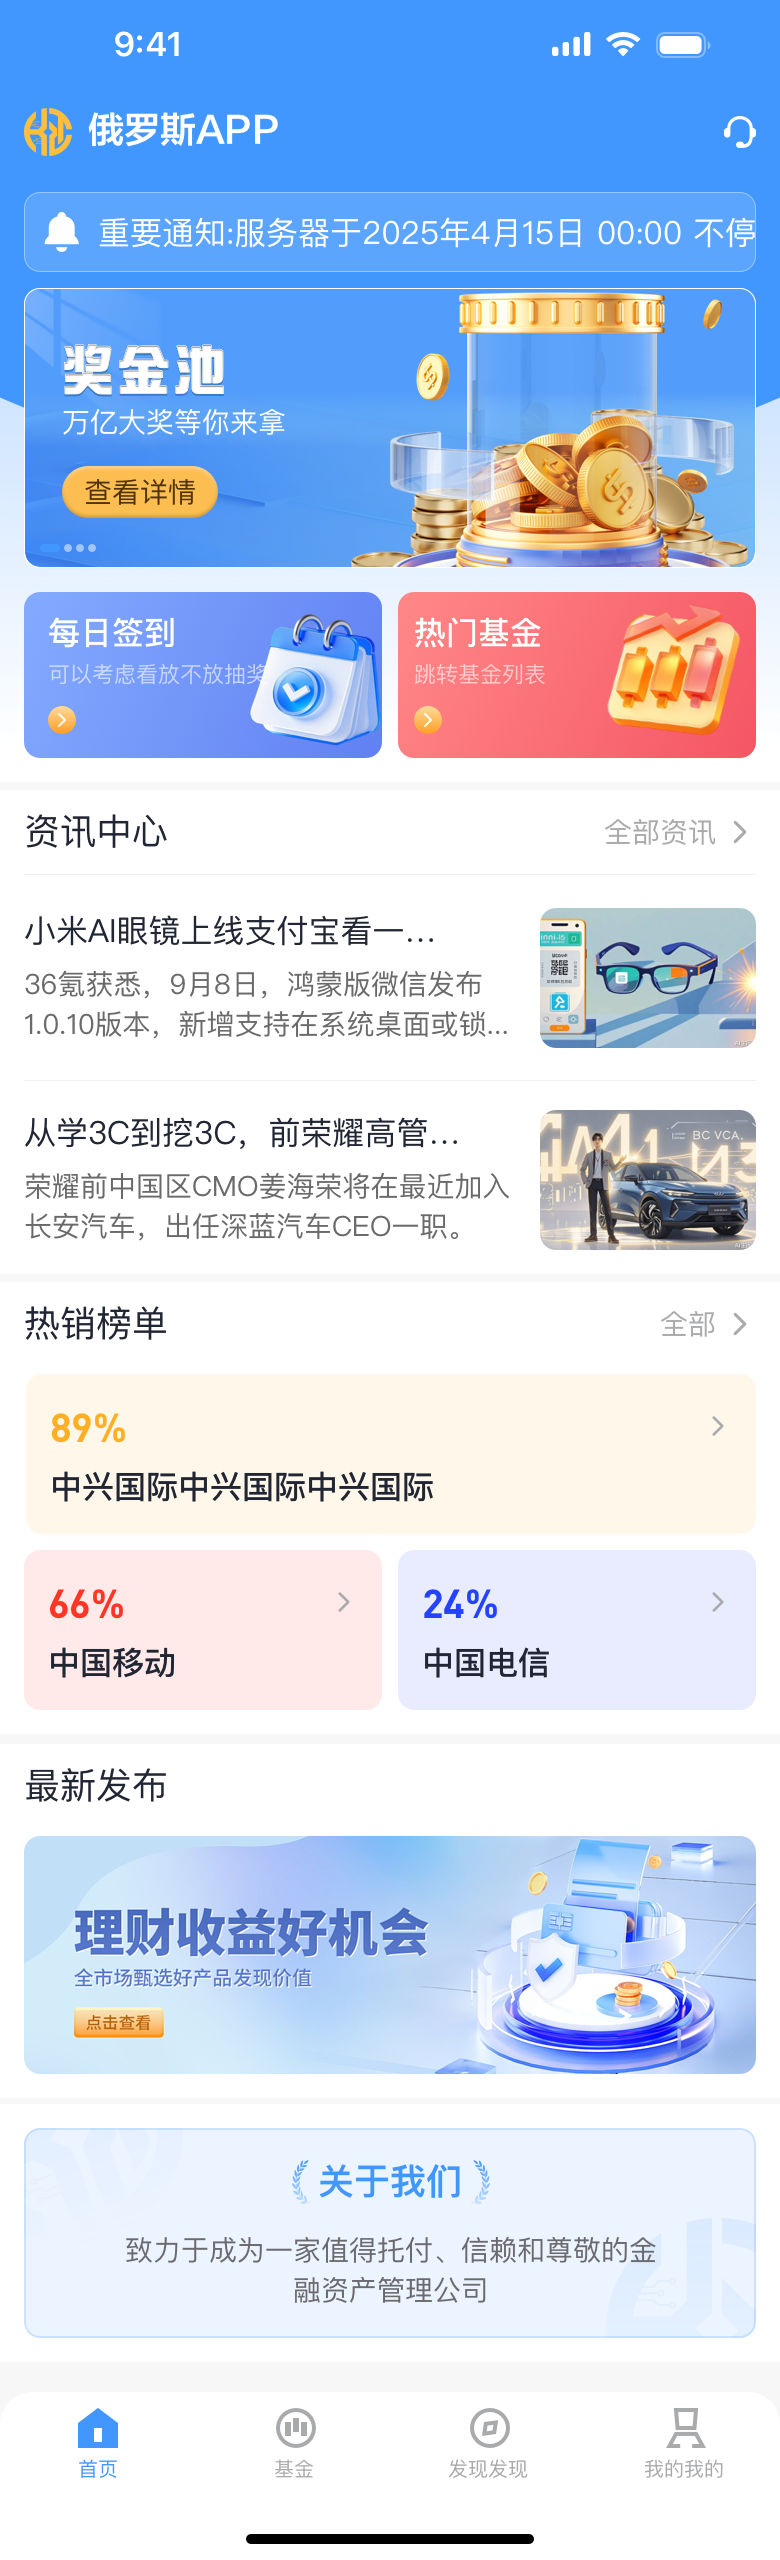 9:41
俄罗斯APP
重要通知:服务器于2025年4月15日 00:00 不停
奖金池
万亿大奖等你来拿
查看详情
每日签到
可以考虑看放不放抽奖
热门基金
跳转基金列表
资讯中心
全部资讯
小米AI眼镜上线支付宝看一...
36氪获悉，9月8日，鸿蒙版微信发布
1.0.10版本，新增支持在系统桌面或锁...
从学3C到挖3C，前荣耀高管...
BC VCA.
荣耀前中国区CMO姜海荣将在最近加入
长安汽车，出任深蓝汽车CEO一职。
热销榜单
全部
89%
中兴国际中兴国际中兴国际
66%
中国移动
24%
中国电信
最新发布
理财收益好机会
全市场甄选好产品发现价值
点击查看
关于我们
致力于成为一家值得托付、信赖和尊敬的金
融资产管理公司
首页
基金
发现发现
我的我的